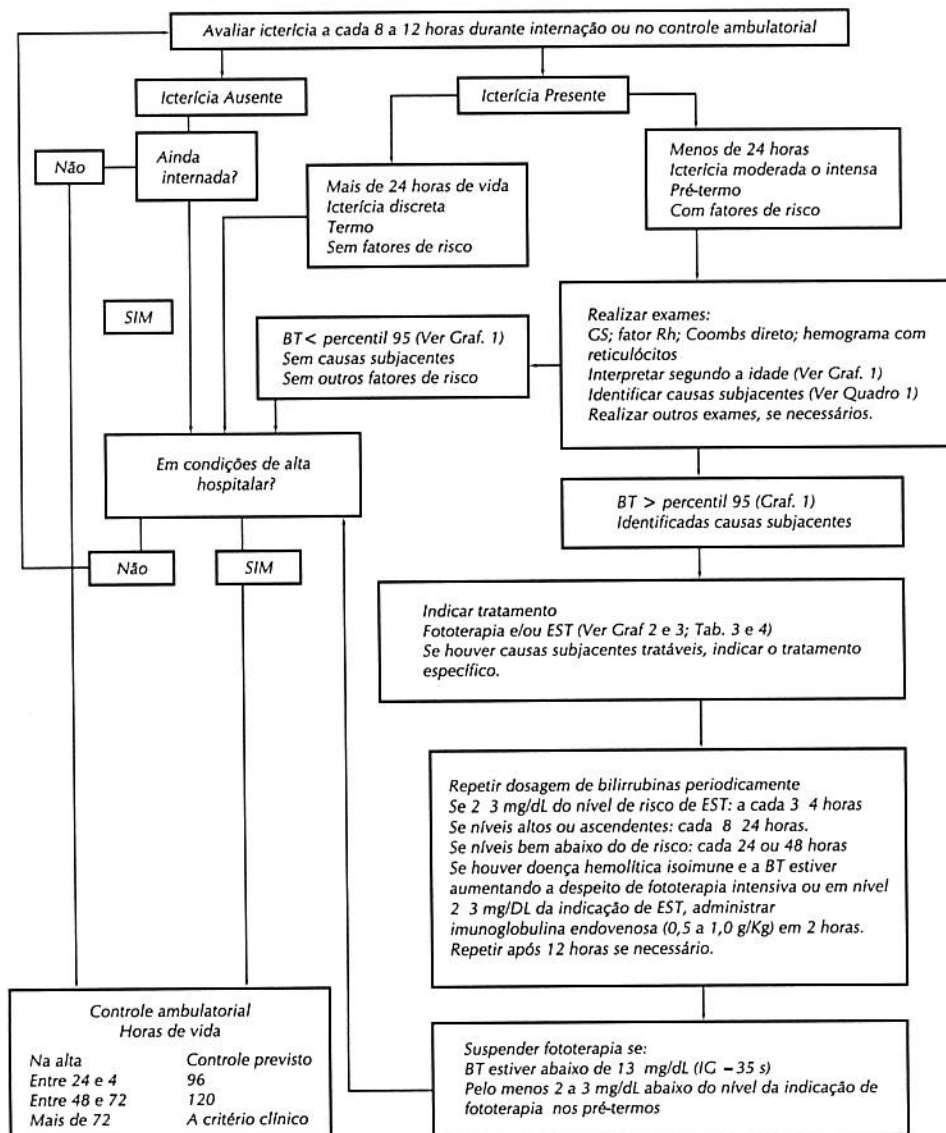 Avaliar icterícia a cada 8 a 12 horas durante internação ou no controle ambulatorial
Icterícia Ausente
Icterícia Presente
Não
Ainda
internada?
Mais de 24 horas de vida
Icterícia discreta
Termo
Sem fatores de risco
Menos de 24 horas
Icterícia moderada o intensa
Pré-termo
Com fatores de risco
SIM
BT< percentil 95 (Ver Graf. 1)
Sem causas subjacentes
Sem outros fatores de risco
Realizar exames:
GS; fator Rh; Coombs direto; hemograma com
reticulócitos
Interpretar segundo a idade (Ver Graf. 1)
Identificar causas subjacentes (Ver Quadro 1)
Realizar outros exames, se necessários.
Em condições de alta
hospitalar?
BT > percentil 95 (Graf. 1)
Identificadas causas subjacentes
Não
SIM
Indicar tratamento
Fototerapia e/ou EST (Ver Graf 2 e 3; Tab. 3 e 4)
Se houver causas subjacentes tratáveis, indicar o tratamento
específico.
Repetir dosagem de bilirrubinas periodicamente
Se 2 3 mg/dL do nível de risco de EST: a cada 3 4 horas
Se níveis altos ou ascendentes: cada 8 24 horas.
Se níveis bem abaixo do de risco: cada 24 ou 48 horas
Se houver doença hemolítica isoimune e a BT estiver
aumentando a despeito de fototerapia intensiva ou em nível
2 3 mg/DL da indicação de EST, administrar
imunoglobulina endovenosa (0,5 a 1,0 g/Kg) em 2 horas.
Repetir após 12 horas se necessário.
Controle ambulatorial
Horas de vida
Na alta Controle previsto
Entre 24 e 4 96
Entre 48 e 72 120
Mais de 72 A critério clínico
Suspender fototerapia se:
BT estiver abaixo de 13 mg/dL (IG – 35 s)
Pelo menos 2 a 3 mg/dL abaixo do nível da indicação de
fototerapia nos pré-termos